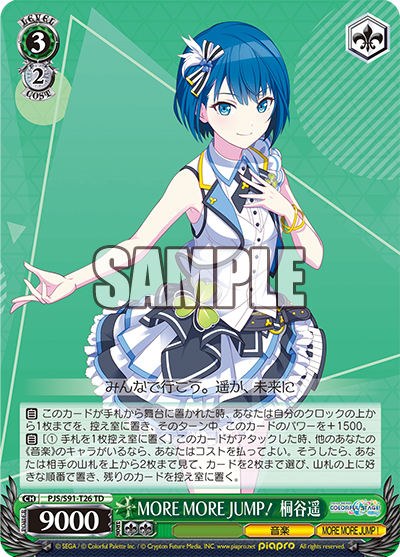 LEVEL
3
2
COST
SAMPLE
みんなで行こう。遥か、未来に
自 このカードが手札から舞台に置かれた時、あなたは自分のクロックの上から1枚までを、控え室に置き、そのターン中、このカードのパワーを+1500。
自 [① 手札を1枚控え室に置く] このカードがアタックした時、他のあなたの《音楽》のキャラがいるなら、あなたはコストを払ってよい。そうしたら、あなたは相手の山札を上から2枚まで見て、カードを2枚まで選び、山札の上に好きな順番で置き、残りのカードを控え室に置く。
CH PJS/S91-T26 TD
9000
MORE MORE JUMP! 桐谷遥
COLORFUL STAGE!
音楽
MORE MORE JUMP!
© SEGA / © Colorful Palette Inc. / © Crypton Future Media, INC. www.piapro.net piapro